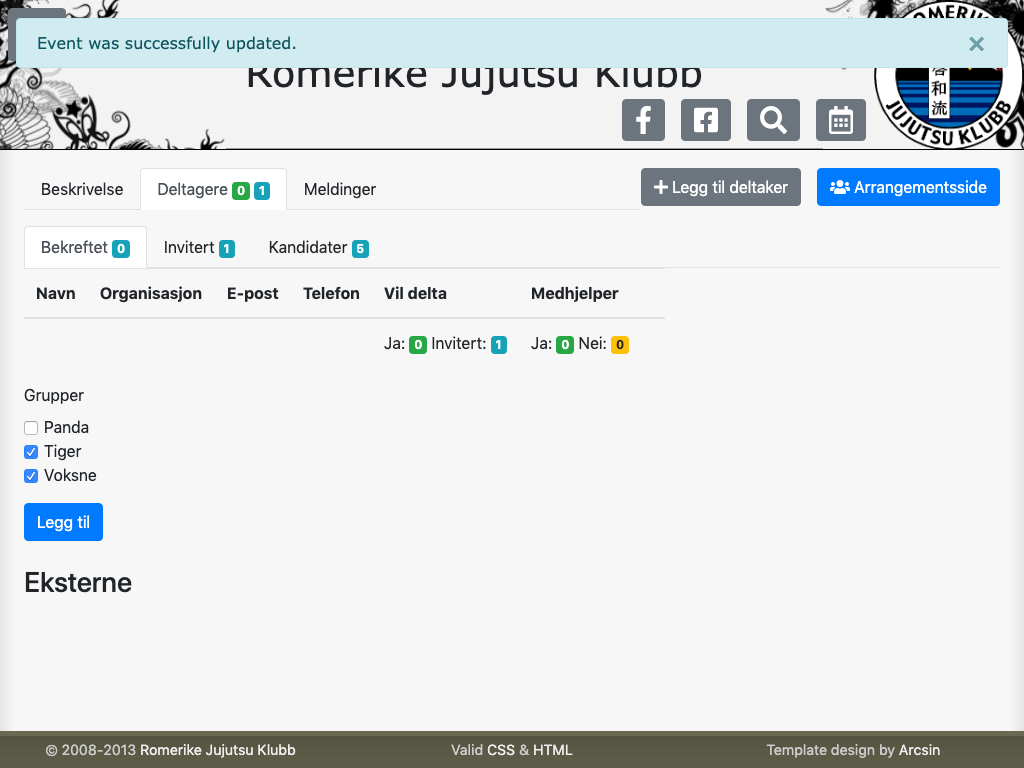 Event was successfully updated.
×
Romerike Jujutsu Klubb
ROMERIKE
啓和流
JUJUTSU KLUBB
Beskrivelse
Deltagere 0 1
Meldinger
Legg til deltaker
Arrangementsside
Bekreftet 0
Invitert 1
Kandidater 5
Navn Organisasjon E-post Telefon Vil delta Medhjelper
Ja: 0 Invitert: 1 Ja: 0 Nei: 0
Grupper
Panda
Tiger
Voksne
Legg til
Eksterne
© 2008-2013 Romerike Jujutsu Klubb
Valid CSS & HTML
Template design by Arcsin